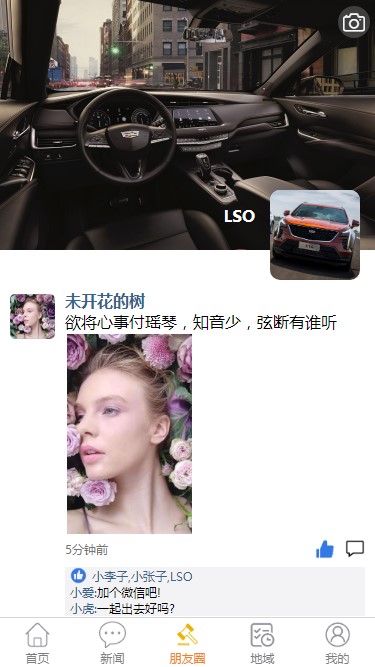 LSO
未开花的树
欲将心事付瑶琴，知音少，弦断有谁听
5分钟前
小李子,小张子,LSO
小爱:加个微信吧!
小虎:一起出去好吗?
首页 新闻 朋友圈 地域 我的